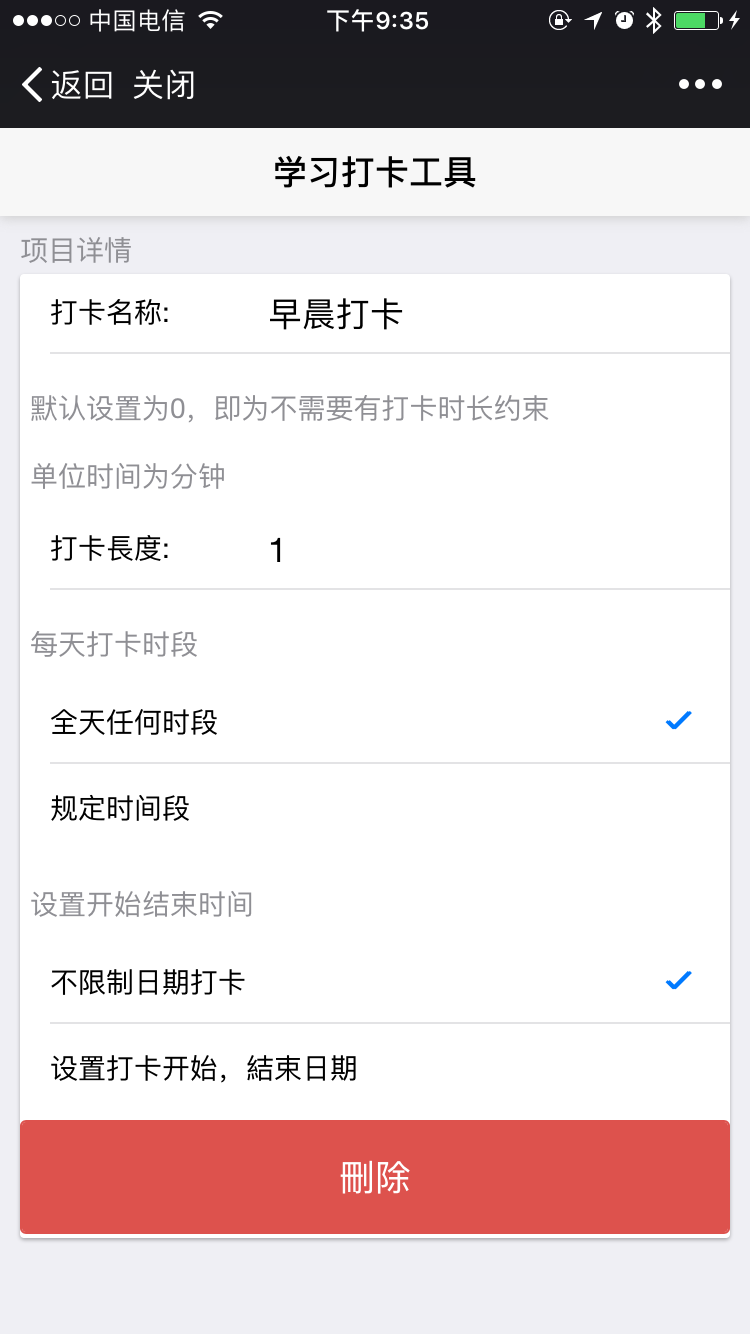 中国电信 下午9:35
返回 关闭
学习打卡工具
项目详情
打卡名称: 早晨打卡
默认设置为0，即为不需要有打卡时长约束
单位时间为分钟
打卡長度: 1
每天打卡时段
全天任何时段
规定时间段
设置开始结束时间
不限制日期打卡
设置打卡开始，結束日期
刪除